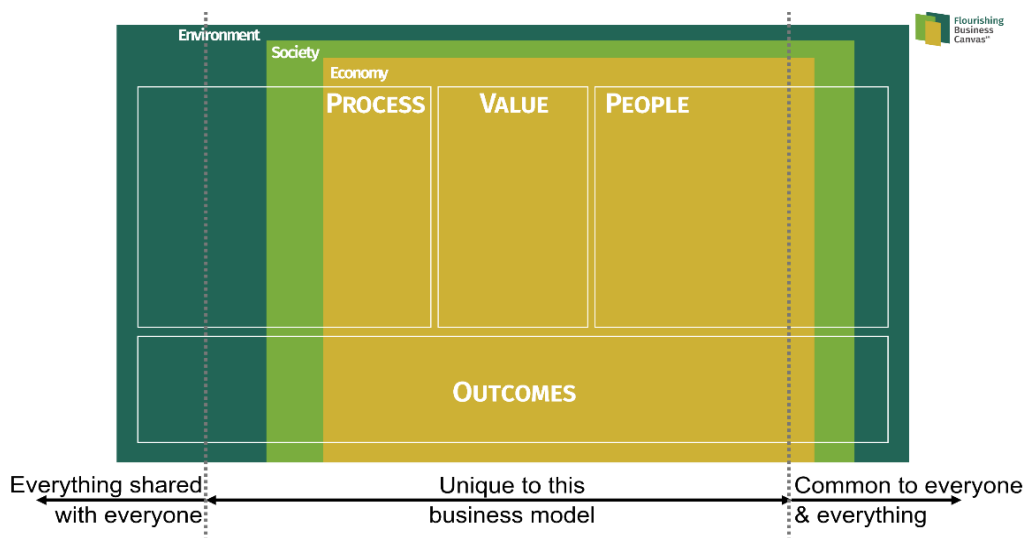 Environment
Flourishing
Business
Canvas℠
Society
Economy
PROCESS
VALUE
PEOPLE
OUTCOMES
Everything shared
with everyone
Unique to this
business model
Common to everyone
& everything